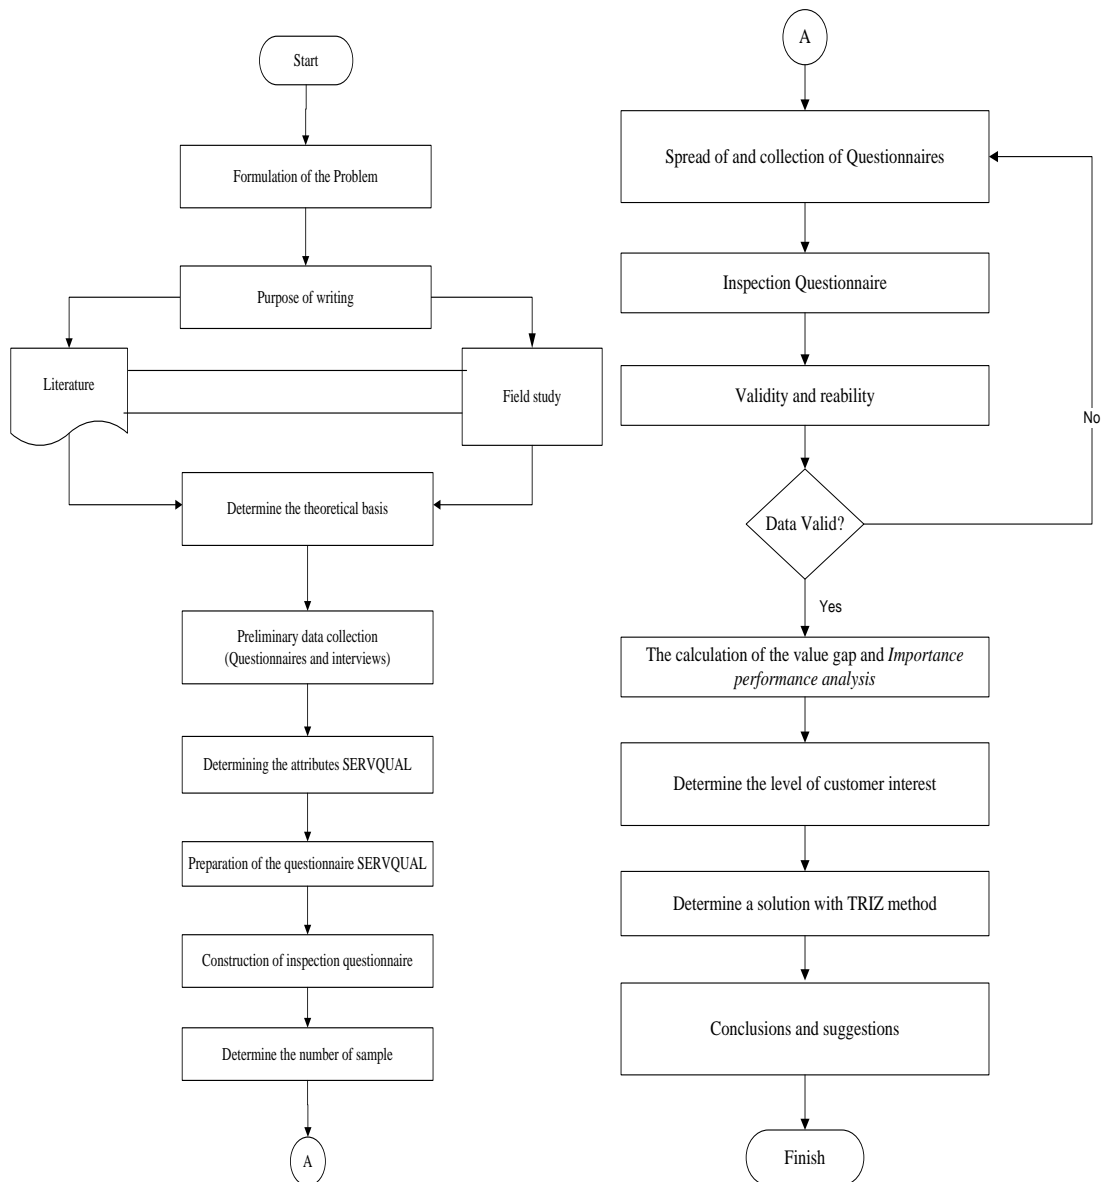 Start
Formulation of the Problem
Purpose of writing
Literature
Field study
Determine the theoretical basis
Preliminary data collection
(Questionnaires and interviews)
Determining the attributes SERVQUAL
Preparation of the questionnaire SERVQUAL
Construction of inspection questionnaire
Determine the number of sample
A
A
Spread of and collection of Questionnaires
Inspection Questionnaire
Validity and reability
Data Valid?
No
Yes
The calculation of the value gap and Importance
performance analysis
Determine the level of customer interest
Determine a solution with TRIZ method
Conclusions and suggestions
Finish